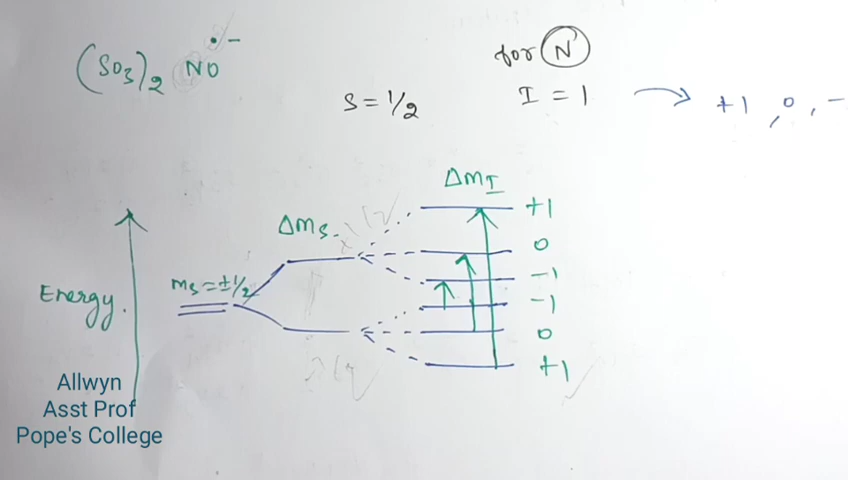 (SO3)2 NO •−
for N
S = 1/2
I = 1 → +1, 0, −
ΔmI
Δms
+1
0
−1
−1
0
+1
ms = ±1/2
Energy.
Allwyn
Asst Prof
Pope's College